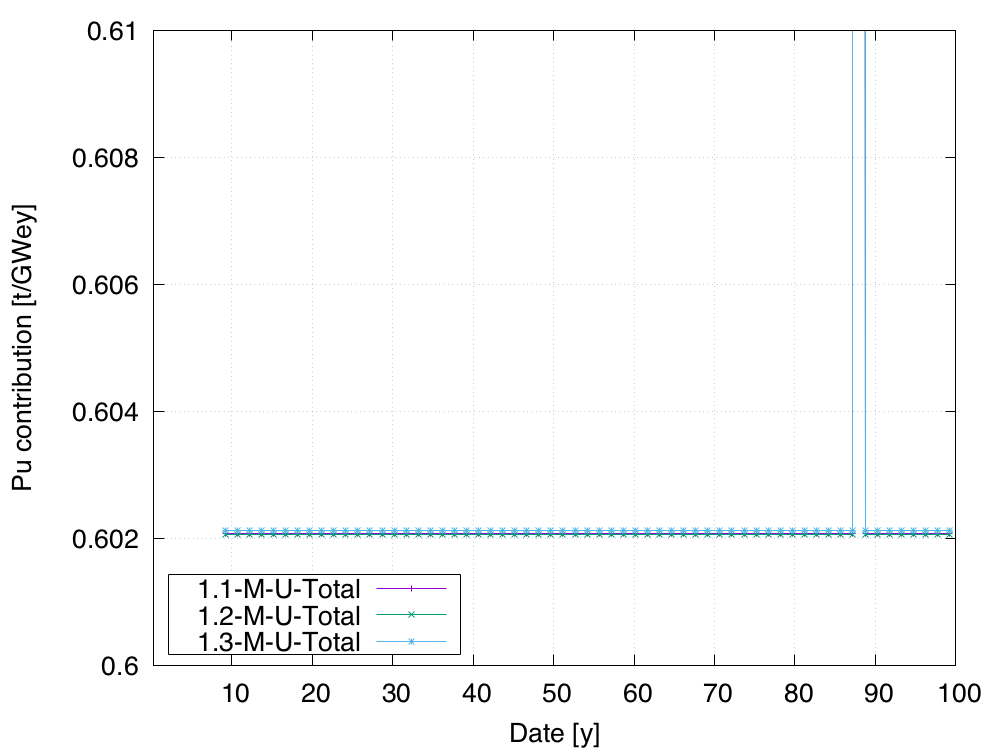 0.61
0.608
0.606
0.604
0.602
0.6
Pu contribution [t/GWey]
1.1-M-U-Total
1.2-M-U-Total
1.3-M-U-Total
10 20 30 40 50 60 70 80 90 100
Date [y]